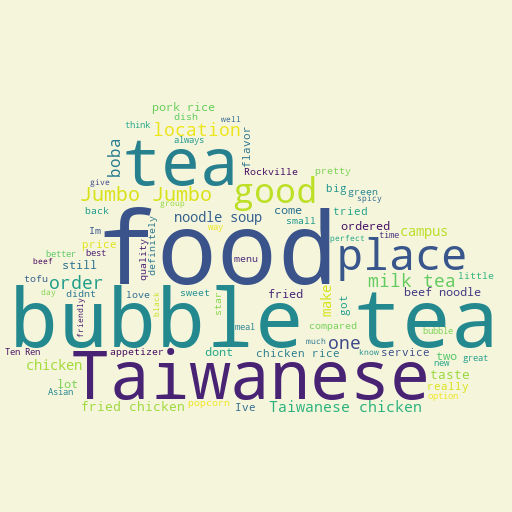 pork rice
dish
well
think
location
always
flavor
boba
tea
Rockville
pretty
give
Jumbo Jumbo
good
big
green
spicy
group
back
noodle soup
come
small
tried
Im
definitely
food
way
ordered
perfect
time
campus
price
quality
place
better
best
beef
still
menu
tofu
day
didnt
order
love
sweet
star
fried
make
got
milk tea
little
beef noodle
black
friendly
bubble tea
meal
compared
bubble
Ten Ren
appetizer
dont
chicken rice
one
much
know
service
two
new
great
chicken
Taiwanese
taste
lot
Asian
really
option
fried chicken
popcorn
Ive
Taiwanese chicken